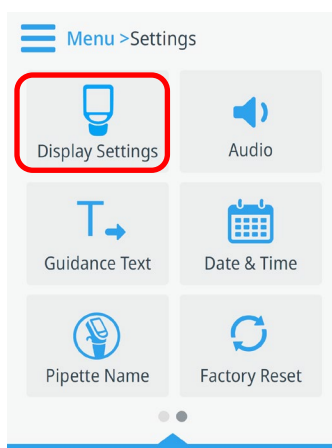 Menu >Settings
Display Settings
Audio
Guidance Text
Date & Time
Pipette Name
Factory Reset